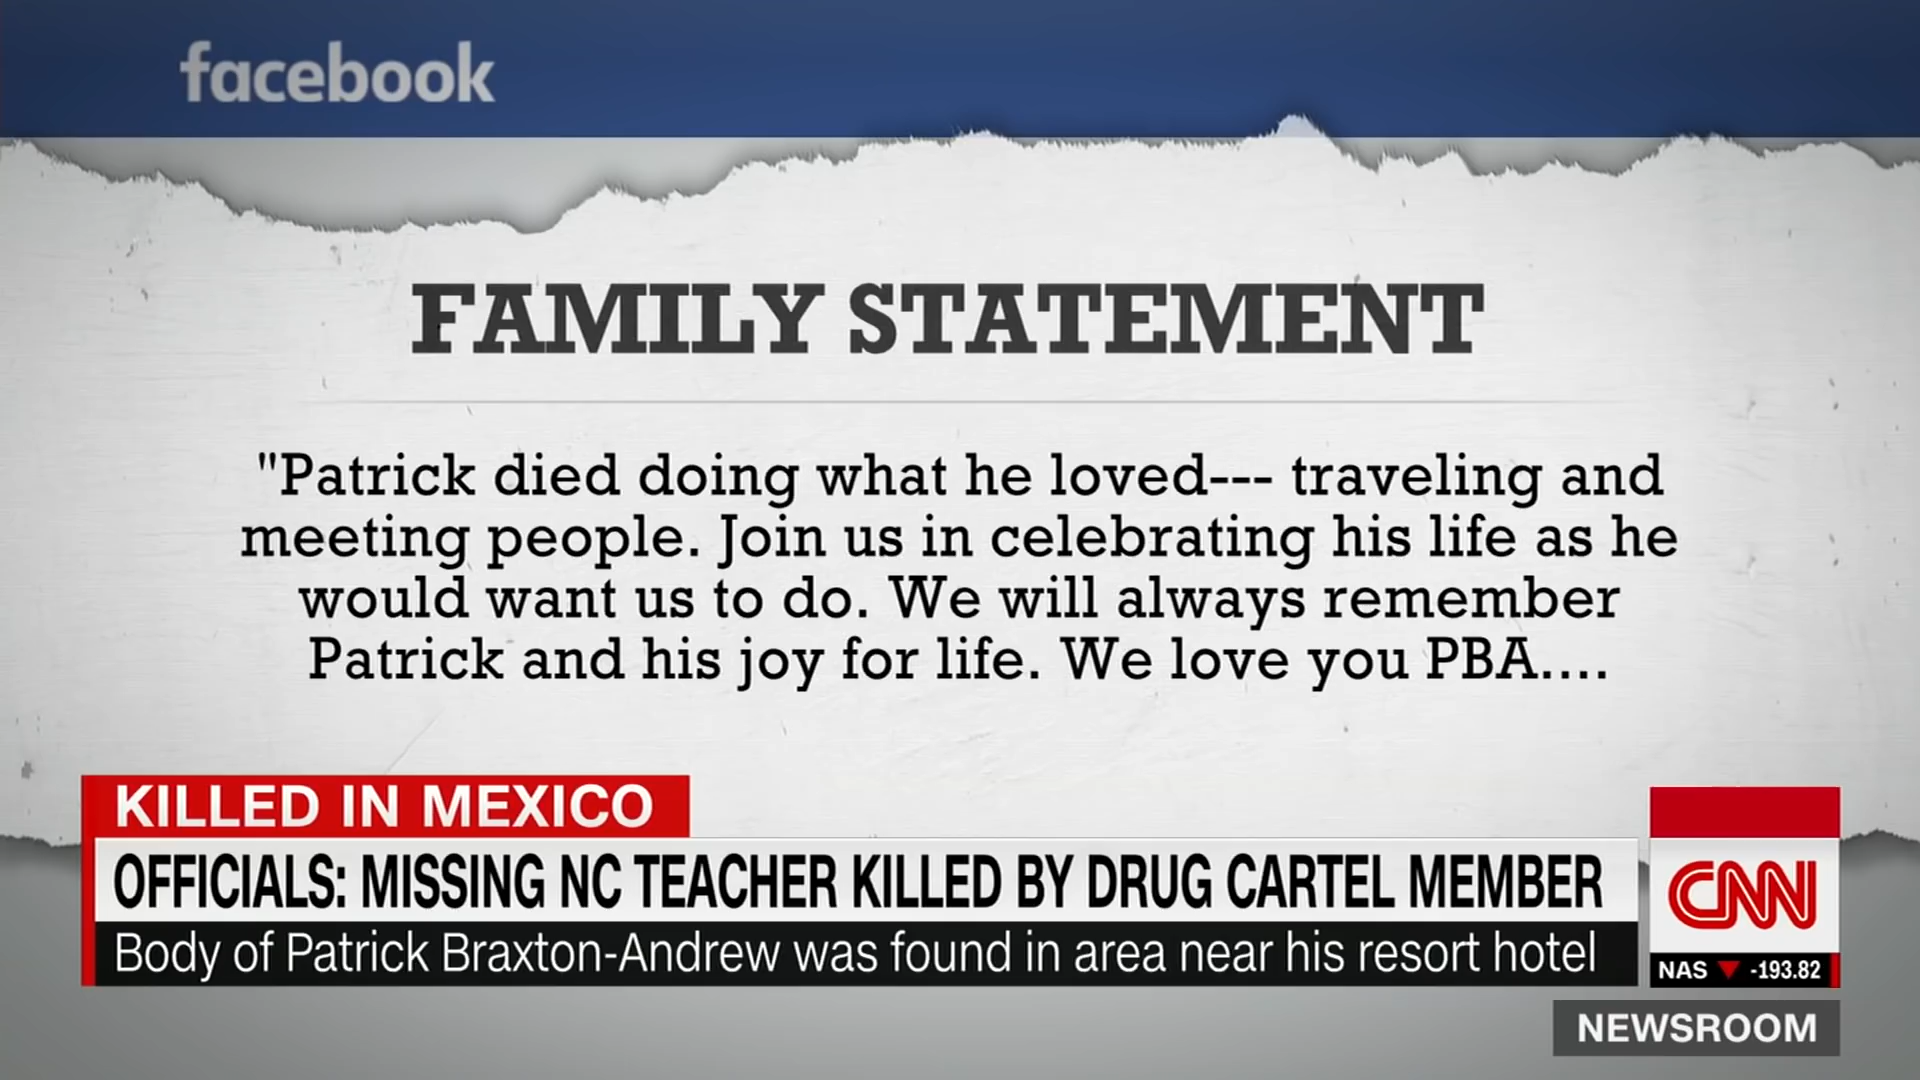 facebook
FAMILY STATEMENT
"Patrick died doing what he loved--- traveling and
meeting people. Join us in celebrating his life as he
would want us to do. We will always remember
Patrick and his joy for life. We love you PBA....
KILLED IN MEXICO
OFFICIALS: MISSING NC TEACHER KILLED BY DRUG CARTEL MEMBER
Body of Patrick Braxton-Andrew was found in area near his resort hotel
CNN
NAS ▼ -193.82
NEWSROOM